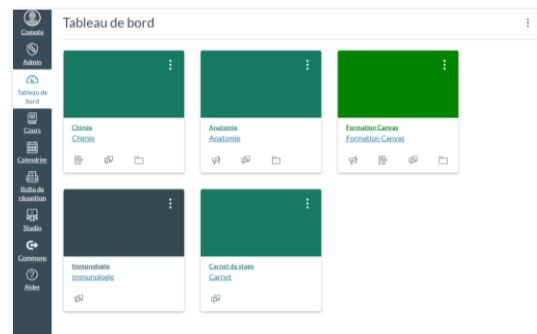 Compte
Admin
Tableau de
bord
Cours
Calendrier
Boîte de
réception
Studio
Commons
Aider
Tableau de bord
Chimie
Chimie
Anatomie
Anatomie
Formation Canvas
Formation Canvas
Immunologie
Immunologie
Carnet de stage
Carnet